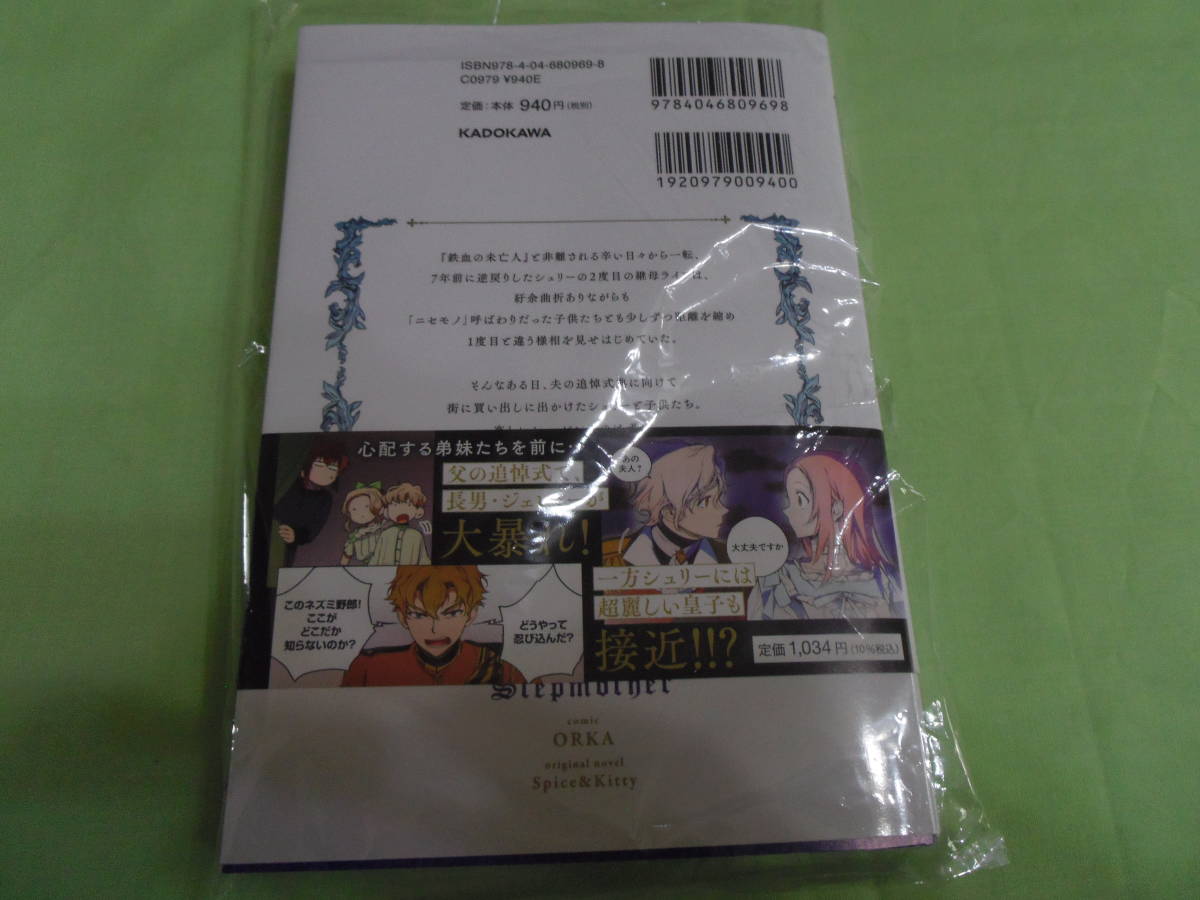 ISBN978-4-04-680969-8
C0979 ¥940E
定価：本体 940円（税別）
KADOKAWA
9784046809698
1920979009400
『鉄血の未亡人』と非難される辛い日々から一転、
7年前に逆戻りしたシュリーの2度目の継母ライフは、
紆余曲折ありながらも
「ニセモノ」呼ばわりだった子供たちとも少しずつ距離を縮め
1度目と違う様相を見せはじめていた。
そんなある日、夫の追悼式典に向けて
街に買い出しに出かけたシュリーと子供たち。
心配する弟妹たちを前に…
父の追悼式で、
長男・ジェレミーが
大暴れ！
あの
夫人？
大丈夫ですか
このネズミ野郎！
ここが
どこだか
知らないのか？
どうやって
忍び込んだ？
一方シュリーには
超麗しい皇子も
接近!!?
定価1,034円（10%税込）
Stepmother
comic
ORKA
original novel
Spice&Kitty